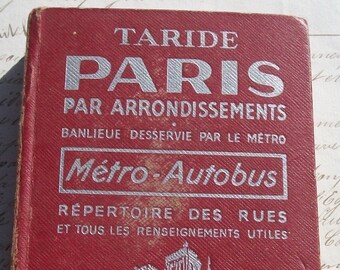 TARIDE
PARIS
PAR ARRONDISSEMENTS
BANLIEUE DESSERVIE PAR LE MÉTRO
Métro-Autobus
RÉPERTOIRE DES RUES
ET TOUS LES RENSEIGNEMENTS UTILES